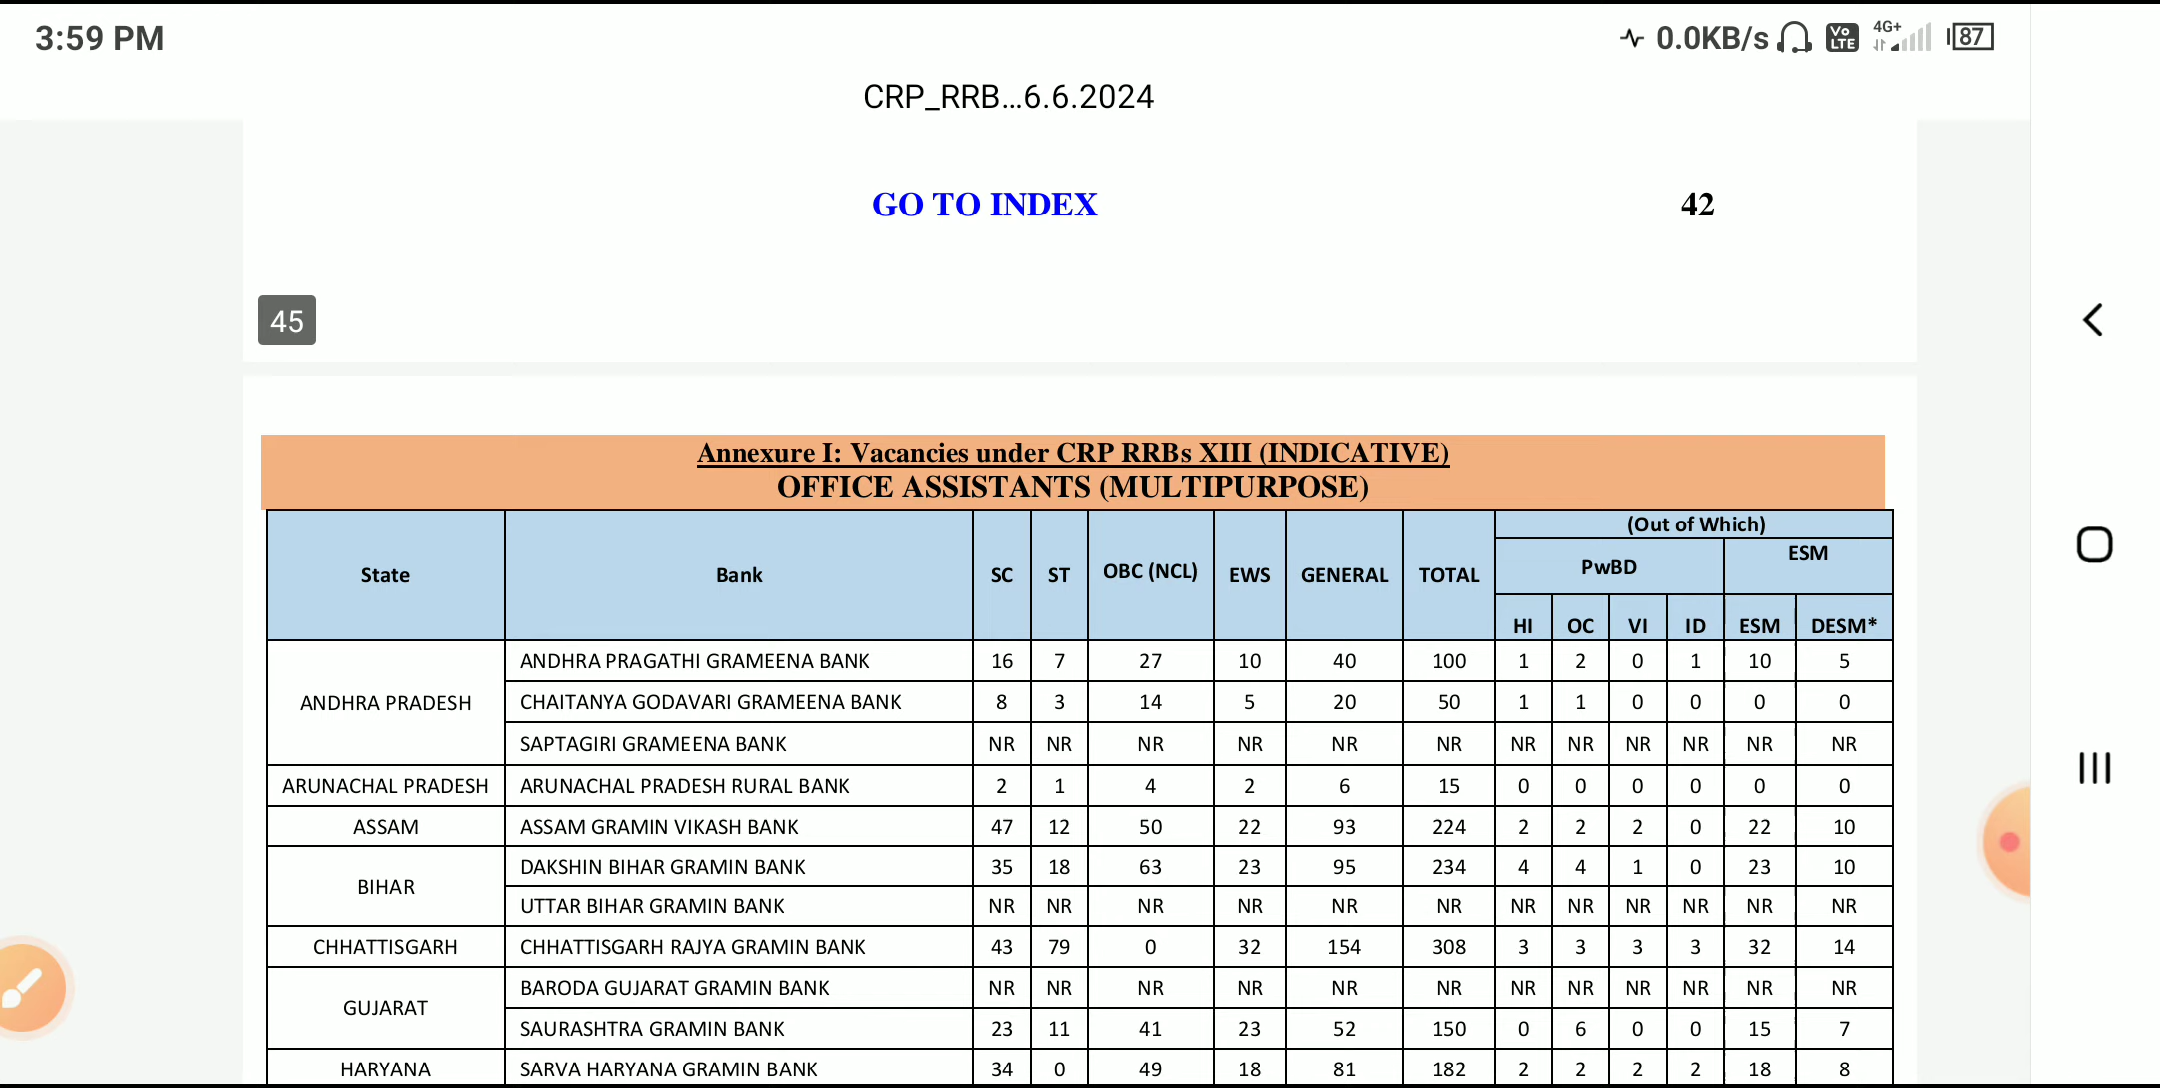 3:59 PM
0.0KB/s Vo LTE 4G+ 87
CRP_RRB...6.6.2024
GO TO INDEX 42
45
Annexure I: Vacancies under CRP RRBs XIII (INDICATIVE)
OFFICE ASSISTANTS (MULTIPURPOSE)
State Bank SC ST OBC (NCL) EWS GENERAL TOTAL (Out of Which)
PwBD ESM
HI OC VI ID ESM DESM*
ANDHRA PRADESH ANDHRA PRAGATHI GRAMEENA BANK 16 7 27 10 40 100 1 2 0 1 10 5
CHAITANYA GODAVARI GRAMEENA BANK 8 3 14 5 20 50 1 1 0 0 0 0
SAPTAGIRI GRAMEENA BANK NR NR NR NR NR NR NR NR NR NR NR NR
ARUNACHAL PRADESH ARUNACHAL PRADESH RURAL BANK 2 1 4 2 6 15 0 0 0 0 0 0
ASSAM ASSAM GRAMIN VIKASH BANK 47 12 50 22 93 224 2 2 2 0 22 10
BIHAR DAKSHIN BIHAR GRAMIN BANK 35 18 63 23 95 234 4 4 1 0 23 10
UTTAR BIHAR GRAMIN BANK NR NR NR NR NR NR NR NR NR NR NR NR
CHHATTISGARH CHHATTISGARH RAJYA GRAMIN BANK 43 79 0 32 154 308 3 3 3 3 32 14
GUJARAT BARODA GUJARAT GRAMIN BANK NR NR NR NR NR NR NR NR NR NR NR NR
SAURASHTRA GRAMIN BANK 23 11 41 23 52 150 0 6 0 0 15 7
HARYANA SARVA HARYANA GRAMIN BANK 34 0 49 18 81 182 2 2 2 2 18 8